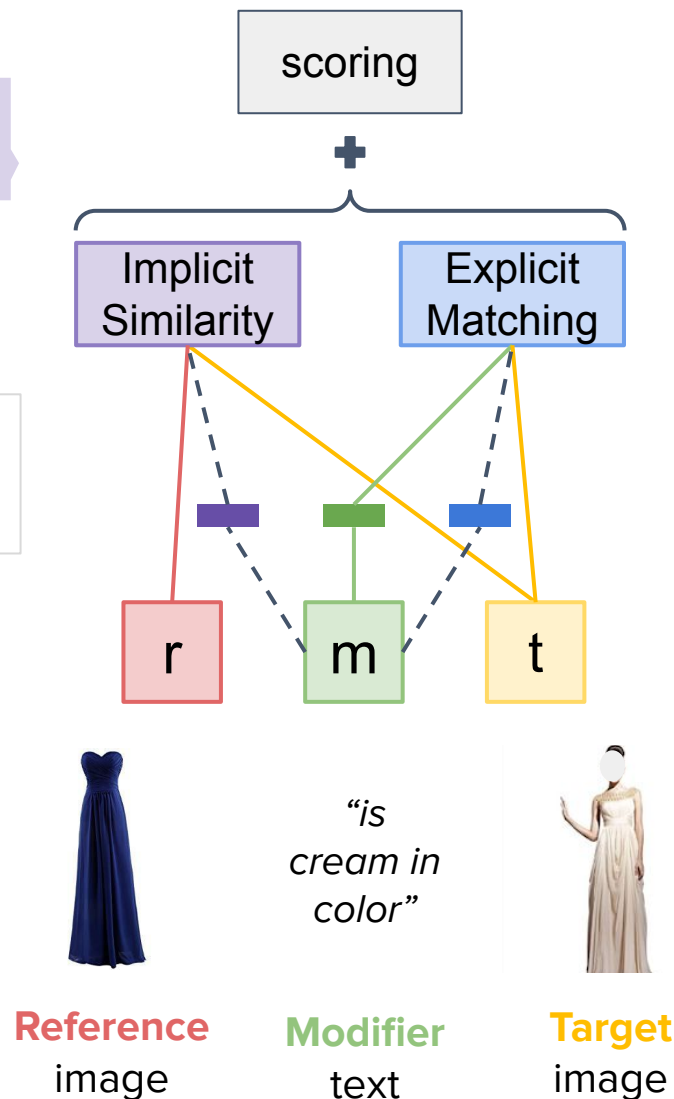 scoring
Implicit Explicit
Similarity Matching
r m t
“is
cream in
color”
Reference Modifier Target
image text image